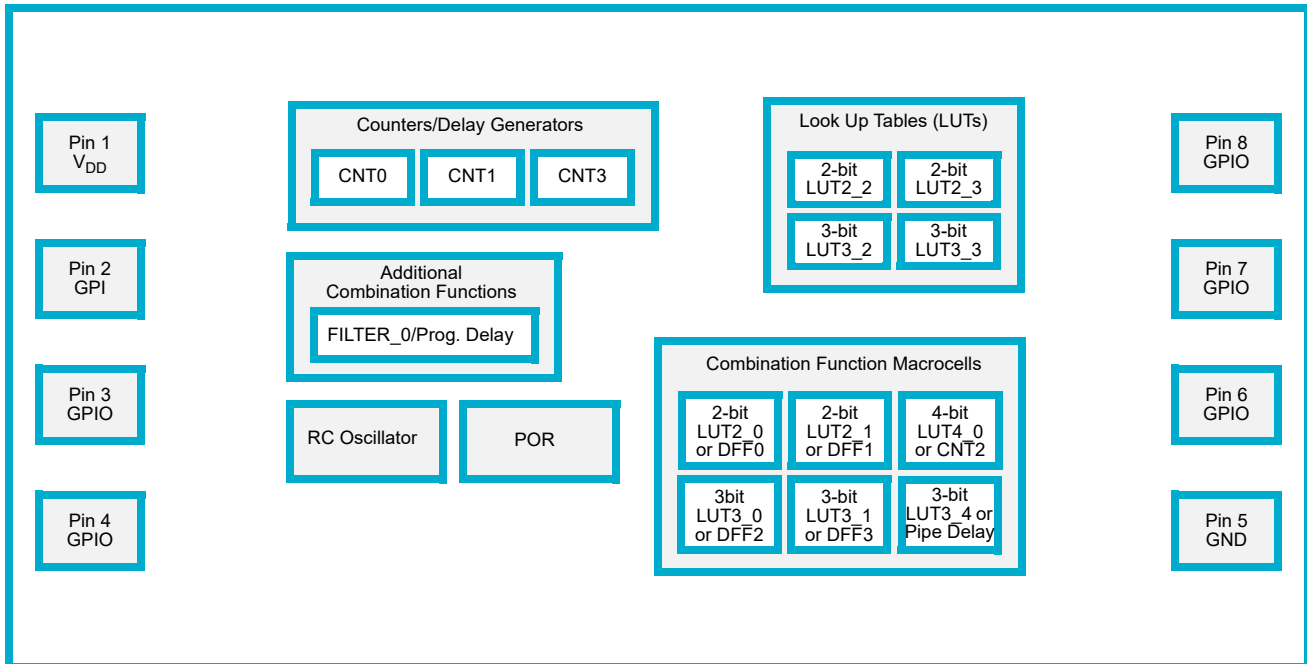 Pin 1
VDD
Pin 2
GPI
Pin 3
GPIO
Pin 4
GPIO
Counters/Delay Generators
CNT0
CNT1
CNT3
Additional
Combination Functions
FILTER_0/Prog. Delay
RC Oscillator
POR
Look Up Tables (LUTs)
2-bit
LUT2_2
2-bit
LUT2_3
3-bit
LUT3_2
3-bit
LUT3_3
Combination Function Macrocells
2-bit
LUT2_0
or DFF0
2-bit
LUT2_1
or DFF1
4-bit
LUT4_0
or CNT2
3bit
LUT3_0
or DFF2
3-bit
LUT3_1
or DFF3
3-bit
LUT3_4 or
Pipe Delay
Pin 8
GPIO
Pin 7
GPIO
Pin 6
GPIO
Pin 5
GND